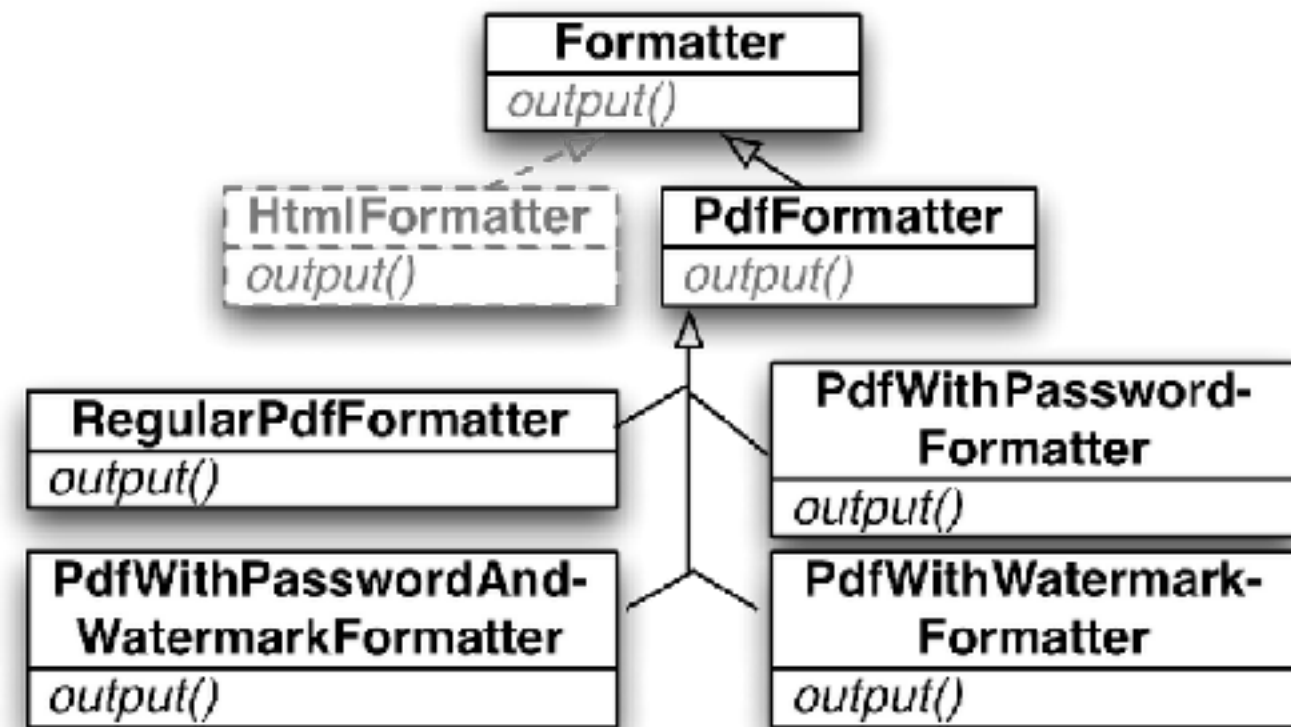 Formatter
output()
HtmlFormatter
output()
PdfFormatter
output()
RegularPdfFormatter
output()
PdfWithPassword-
Formatter
output()
PdfWithPasswordAnd-
WatermarkFormatter
output()
PdfWithWatermark-
Formatter
output()